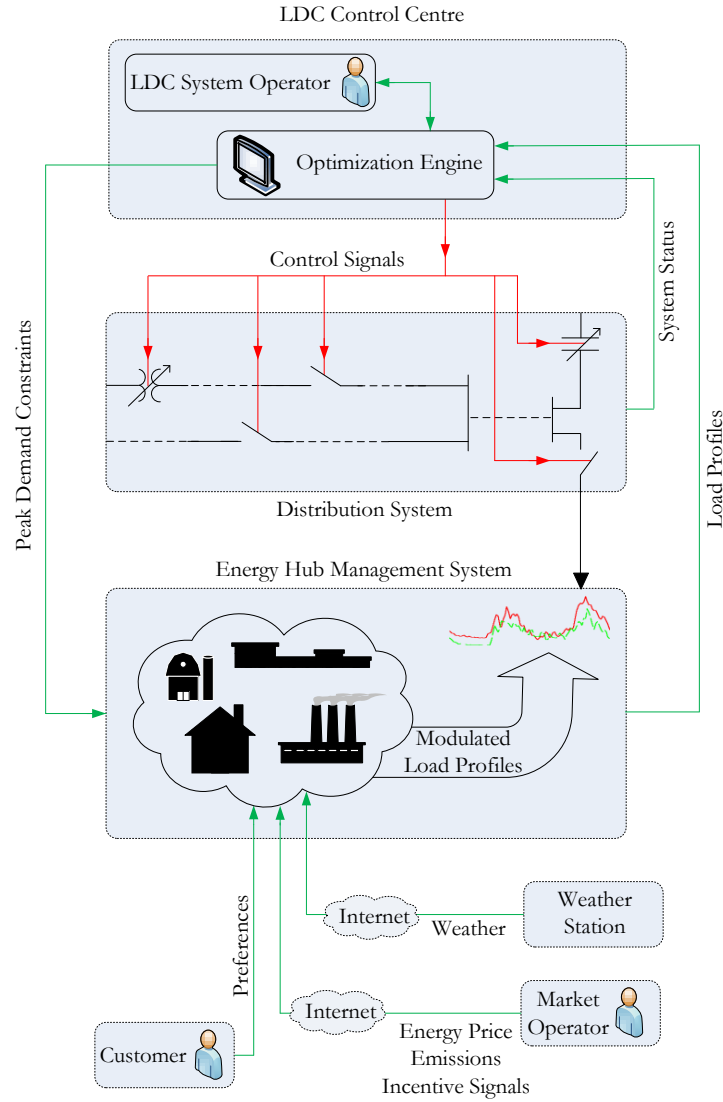 LDC Control Centre
LDC System Operator
Optimization Engine
Control Signals
System Status
Peak Demand Constraints
Load Profiles
Distribution System
Energy Hub Management System
Modulated
Load Profiles
Preferences
Internet
Weather
Weather
Station
Internet
Energy Price
Emissions
Incentive Signals
Market
Operator
Customer